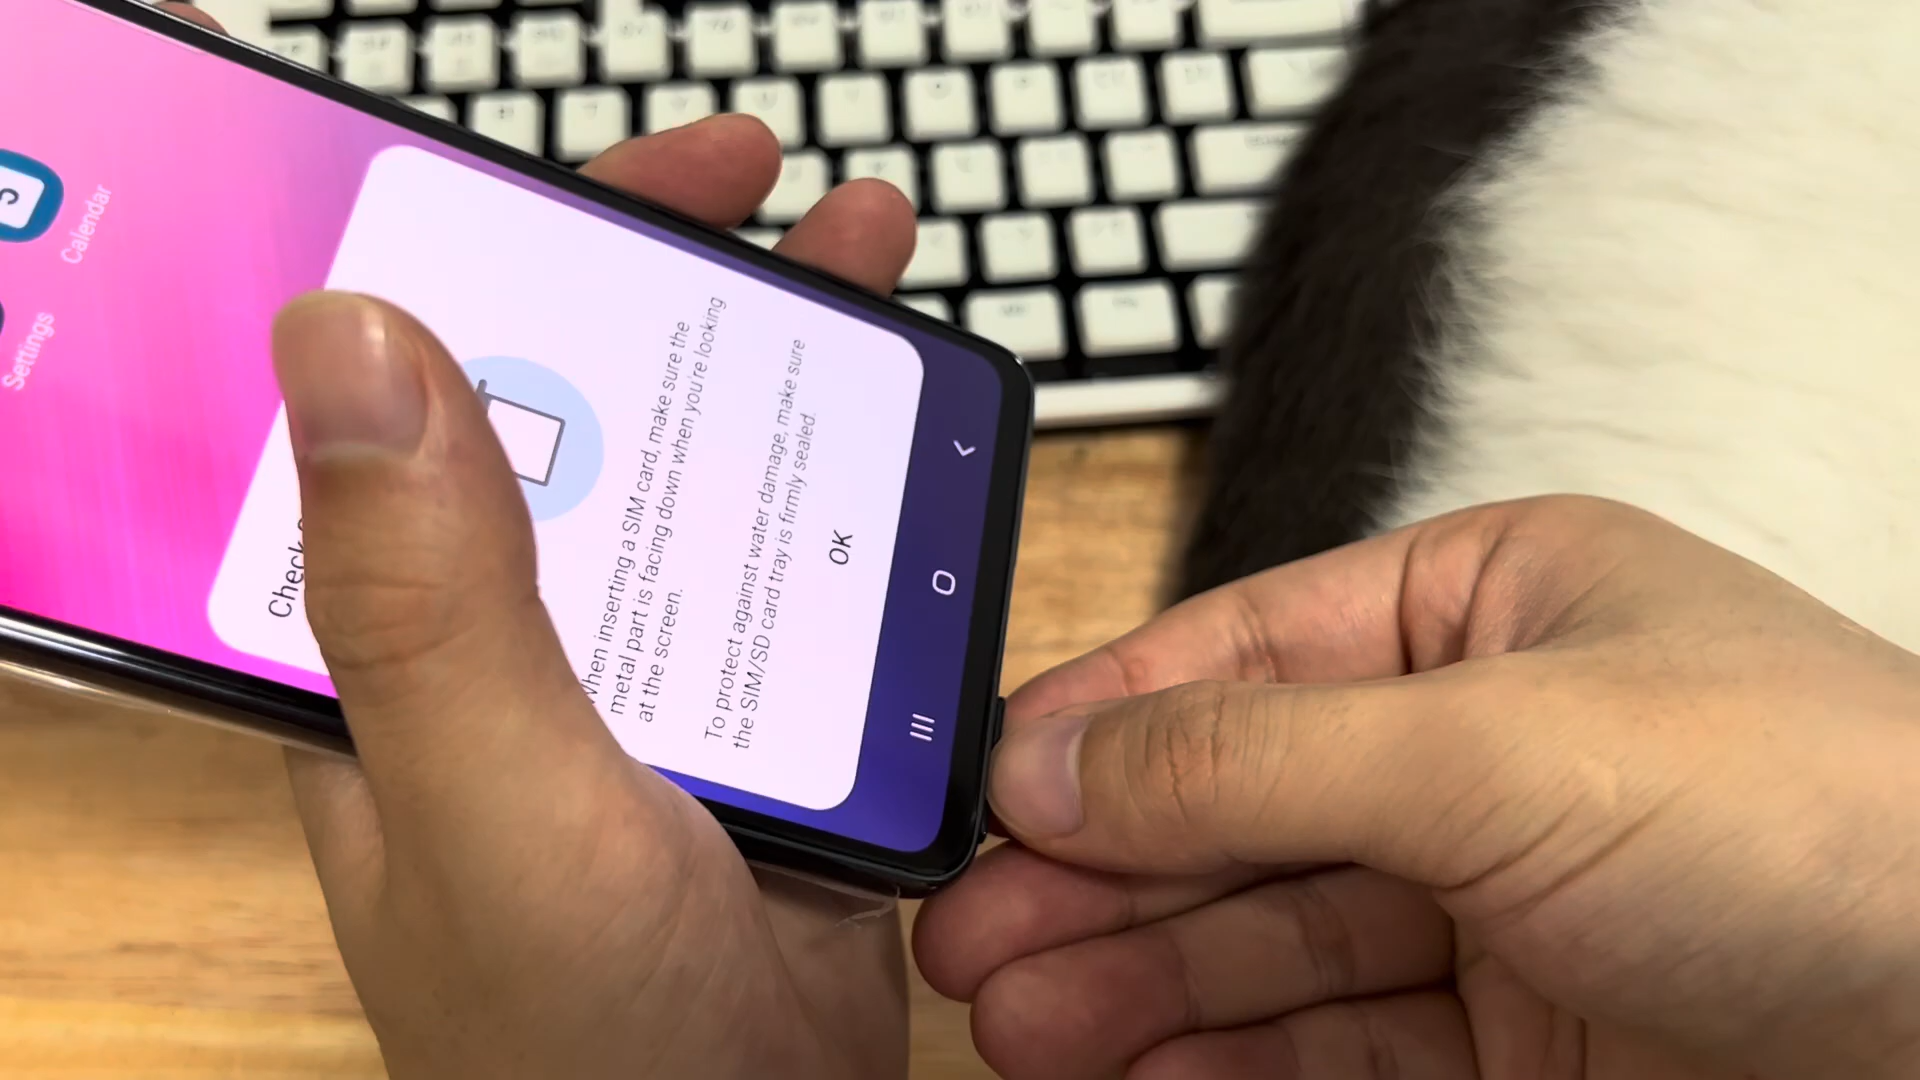 Calendar
Settings
Check
When inserting a SIM card, make sure the
metal part is facing down when you're looking
at the screen.
To protect against water damage, make sure
the SIM/SD card tray is firmly sealed.
OK